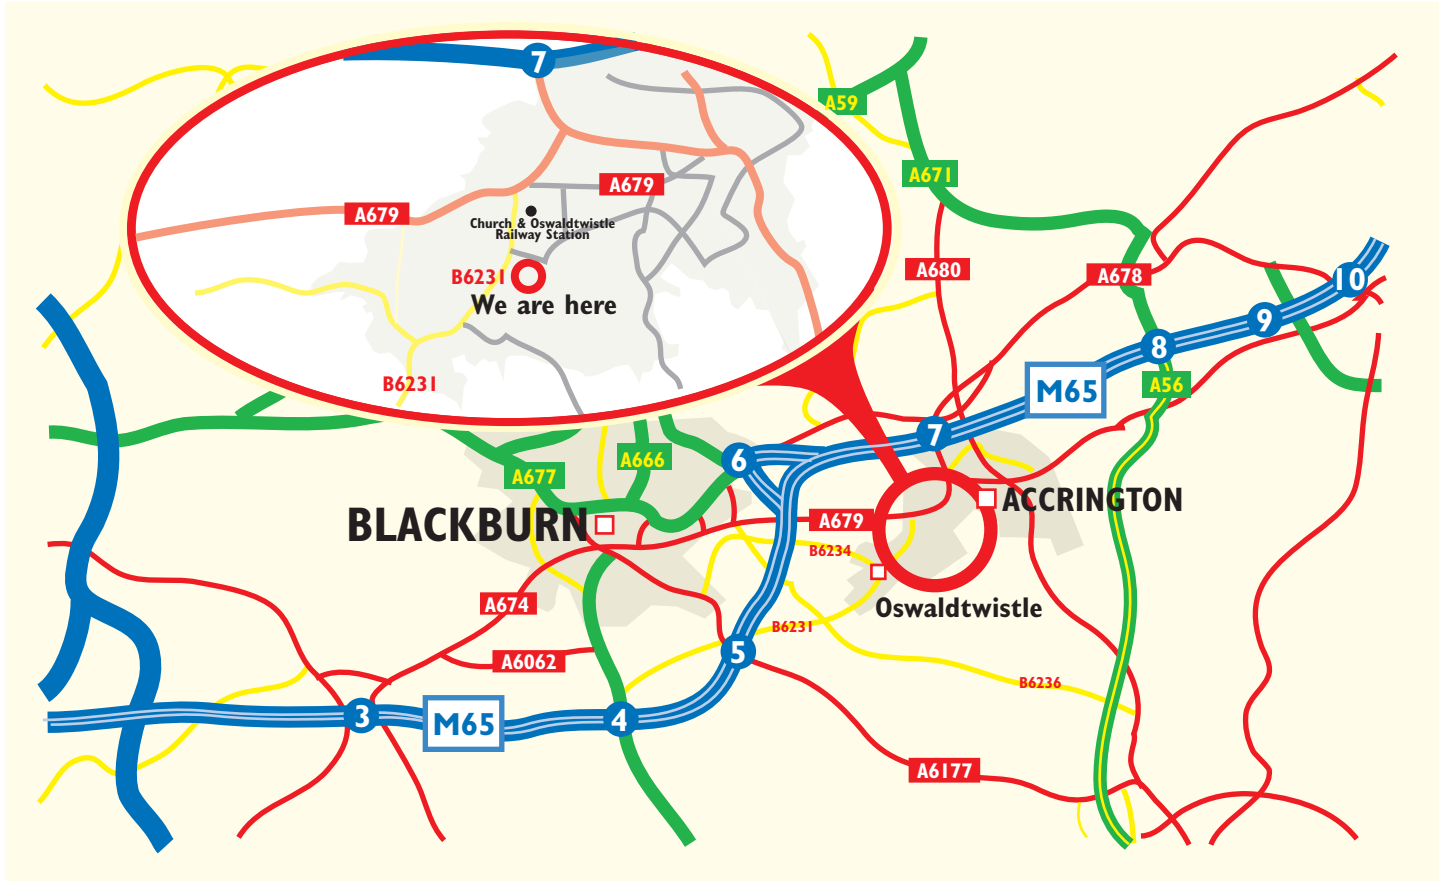 7
A59
A671
A679
A679
Church & Oswaldtwistle
Railway Station
B6231
We are here
B6231
A680
A678
10
9
8
M65
A56
7
6
A666
A677
BLACKBURN
ACCRINGTON
A679
B6234
Oswaldtwistle
A674
B6231
5
A6062
B6236
3
M65
4
A6177